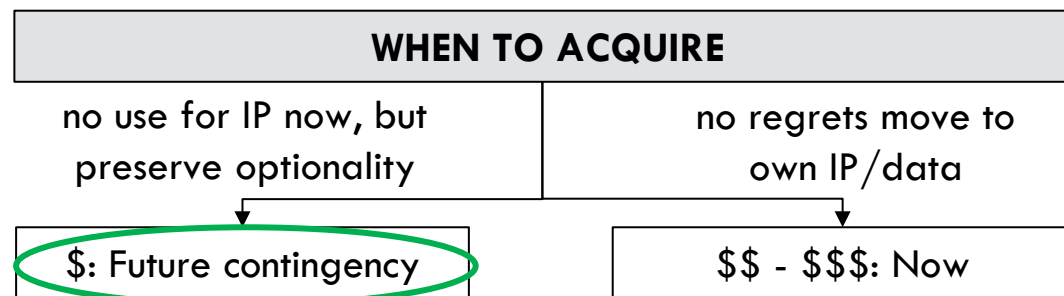 WHEN TO ACQUIRE
no use for IP now, but
preserve optionality
no regrets move to
own IP/data
$: Future contingency
$$ - $$$: Now